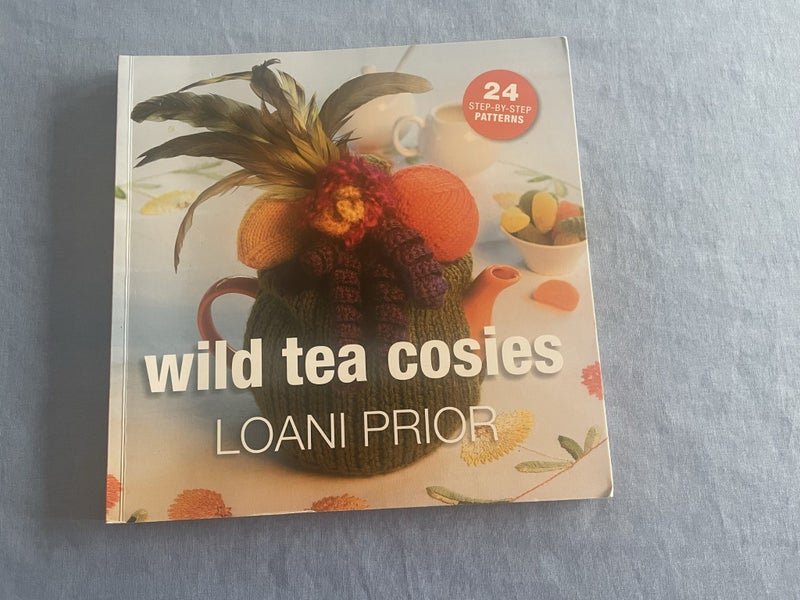 24
STEP-BY-STEP
PATTERNS
wild tea cosies
LOANI PRIOR